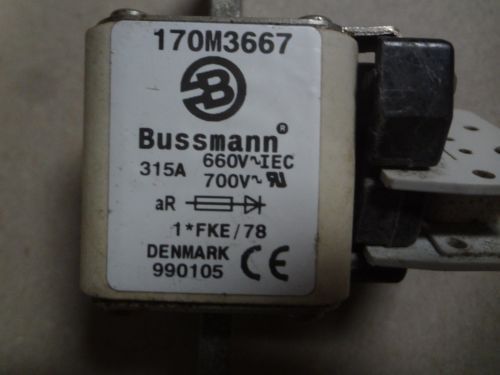 170M3667
B
Bussmann®
315A 660V~IEC
700V~
aR
1*FKE/78
DENMARK
990105 CE